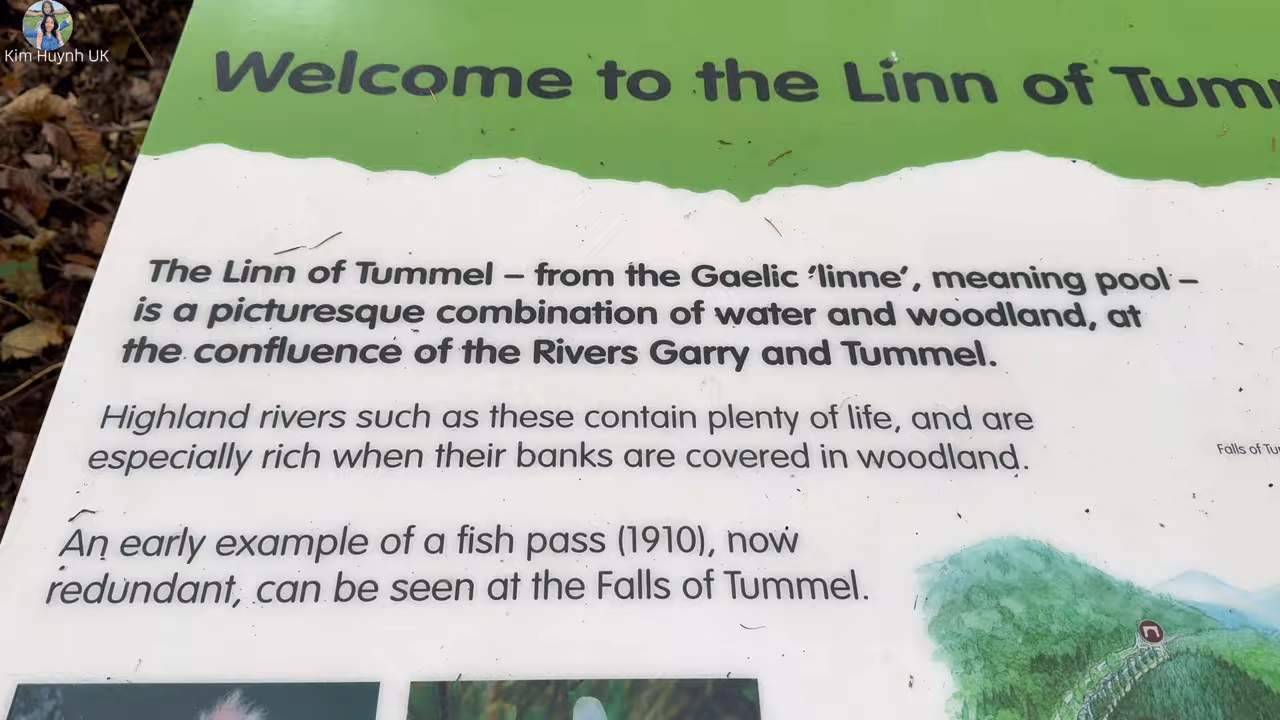 Kim Huynh UK
Welcome to the Linn of
The Linn of Tummel – from the Gaelic ‘linne’, meaning pool –
is a picturesque combination of water and woodland, at
the confluence of the Rivers Garry and Tummel.
Highland rivers such as these contain plenty of life, and are
especially rich when their banks are covered in woodland.
Falls of
An early example of a fish pass (1910), now
redundant, can be seen at the Falls of Tummel.